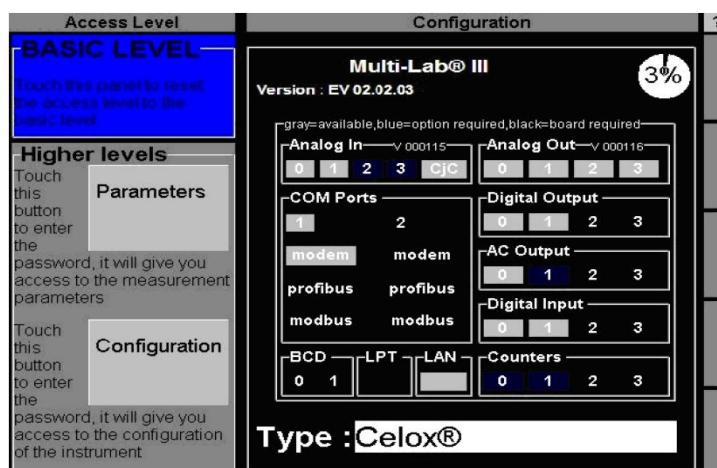 Access Level
BASIC LEVEL
Touch this panel to reset
the access level to the
basic level
Higher levels
Touch
this
button
to enter
the
Parameters
password, it will give you
access to the measurement
parameters
Touch
this
button
to enter
the
Configuration
password, it will give you
access to the configuration
of the instrument
Configuration
Multi-Lab® III
Version : EV 02.02.03
3%
gray=available,blue=option required,black=board required
Analog In V 000115
0 1 2 3 CjC
Analog Out V 000116
0 1 2 3
COM Ports
1 2
modem modem
profibus profibus
modbus modbus
Digital Output
0 1 2 3
AC Output
0 1 2 3
Digital Input
0 1 2 3
BCD
0 1
LPT
LAN
Counters
0 1 2 3
Type :Celox®